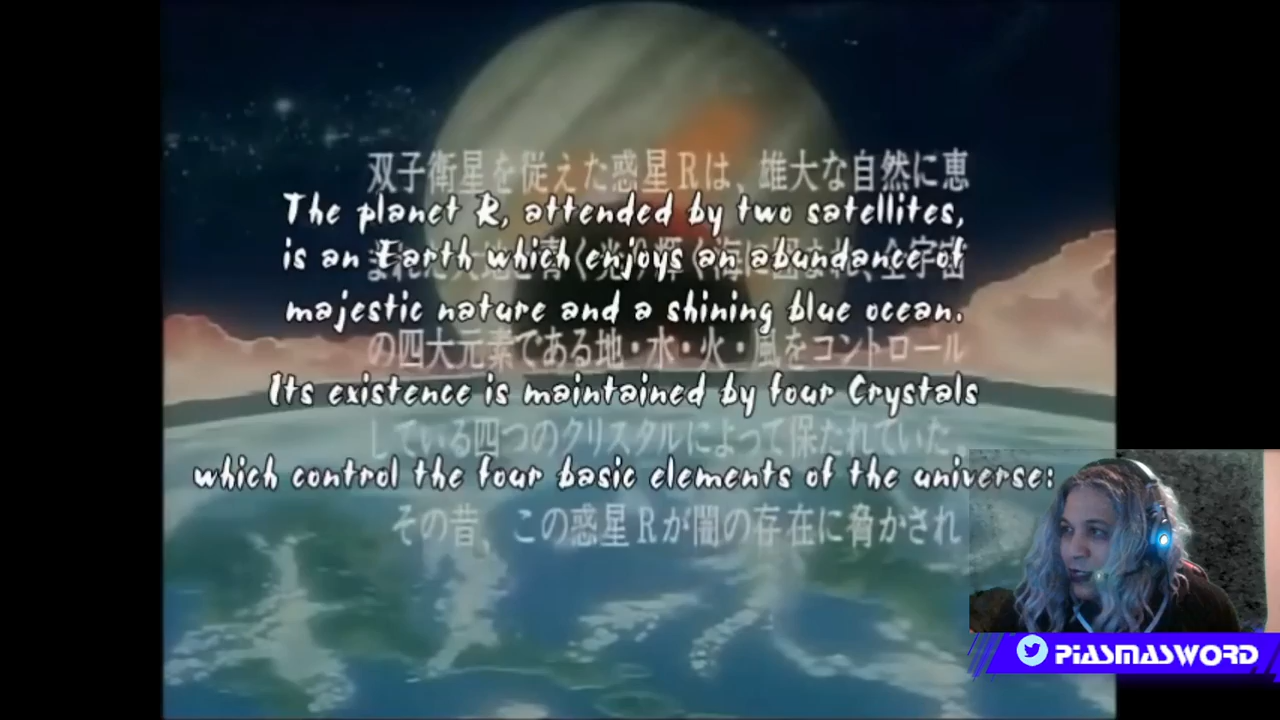 双子衛星を従えた惑星Rは、雄大な自然に恵
The planet R, attended by two satellites,
is an Earth which enjoys an abundance of
majestic nature and a shining blue ocean.
の四大元素である地・水・火・風をコントロール
Its existence is maintained by four Crystals
している四つのクリスタルによって保たれていた。
which control the four basic elements of the universe:
その昔、この惑星Rが闇の存在に脅かされ
PIASMASWORD